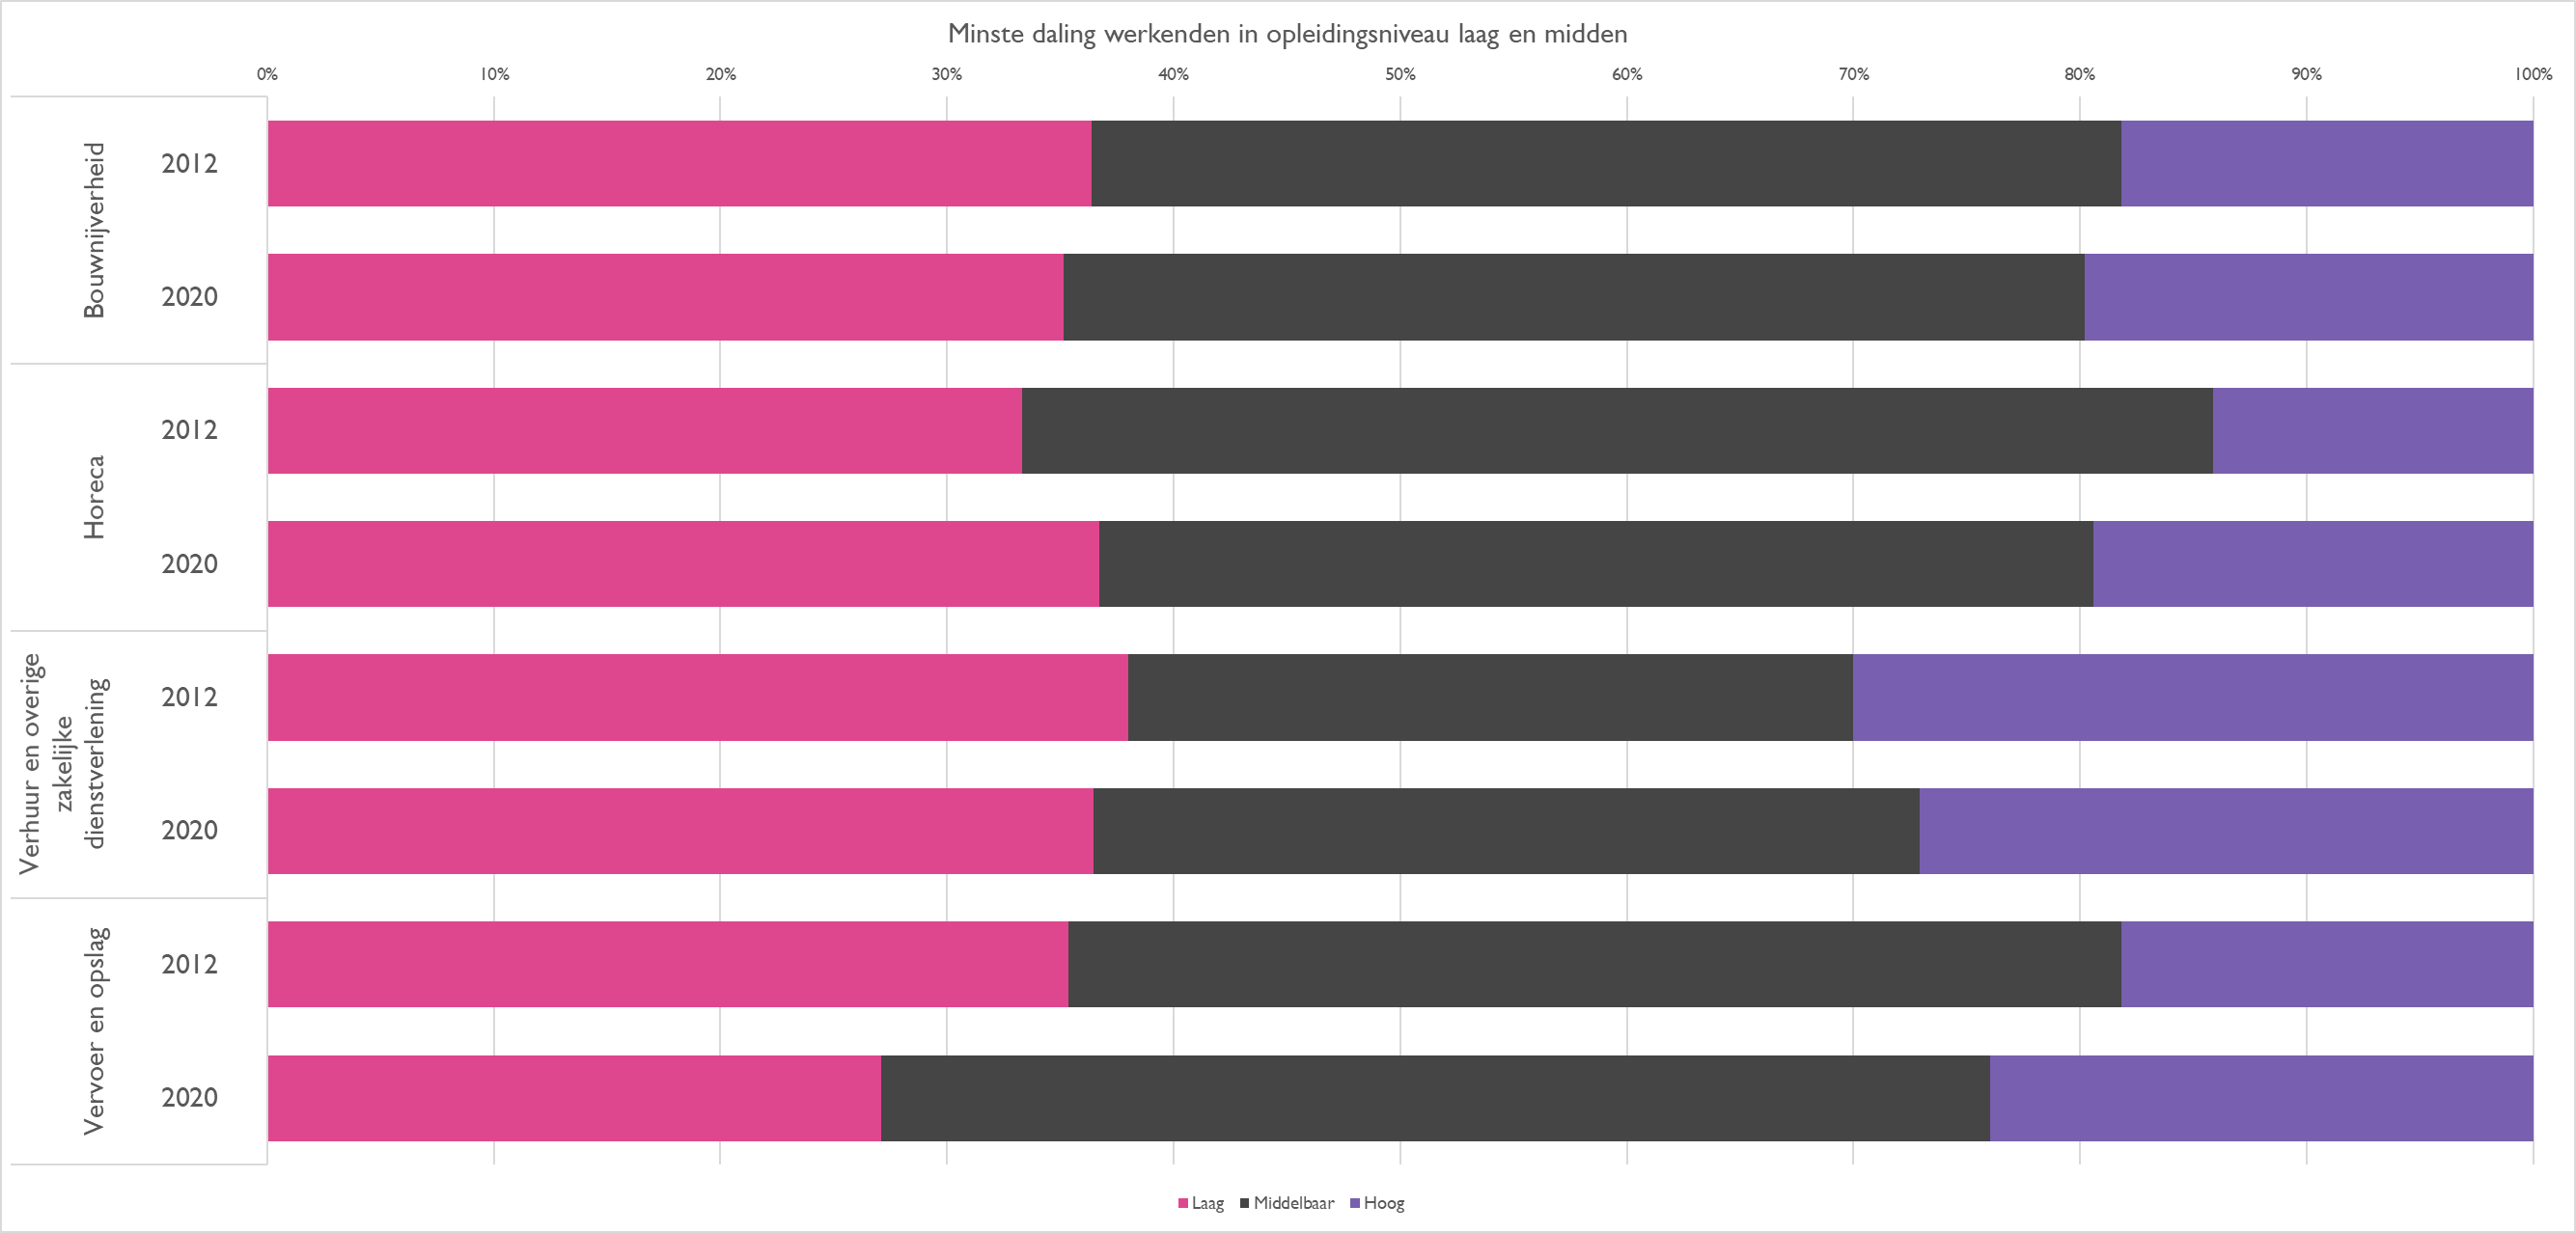 Minste daling werkenden in opleidingsniveau laag en midden
0% 10% 20% 30% 40% 50% 60% 70% 80% 90% 100%
Bouwnijverheid
2012
2020
Horeca
2012
2020
Verhuur en overige
zakelijke
dienstverlening
2012
2020
Vervoer en opslag
2012
2020
Laag Middelbaar Hoog